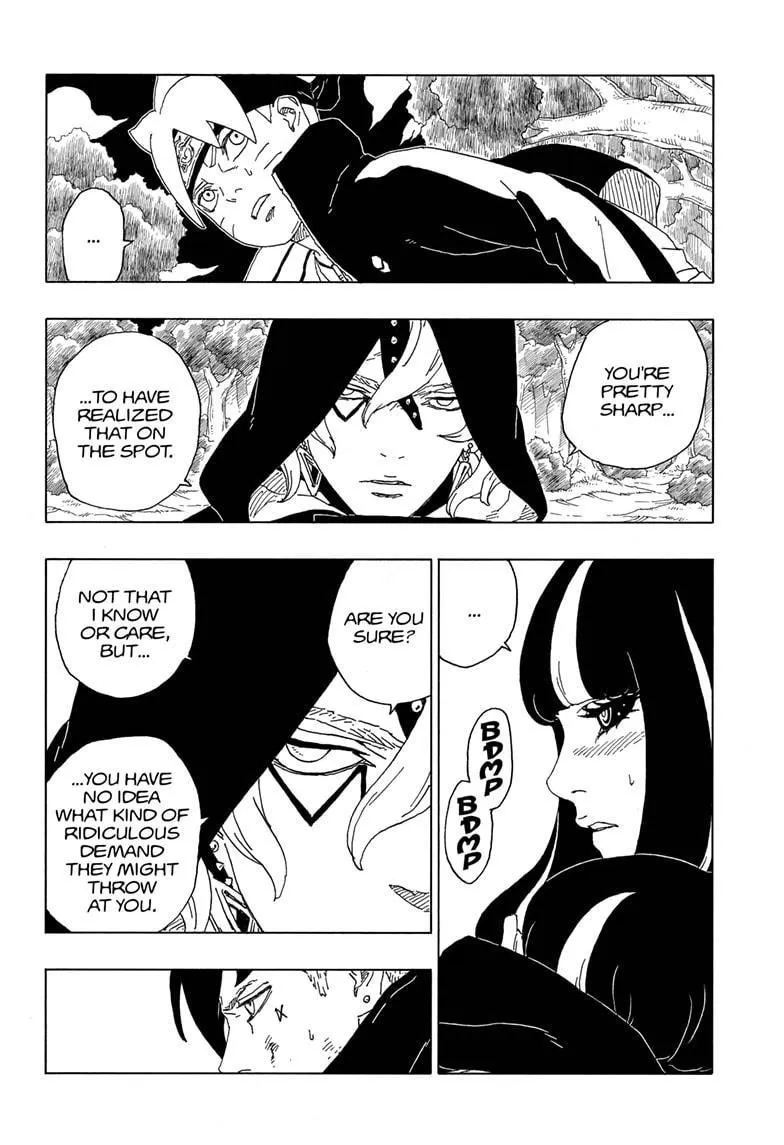 ...
YOU'RE
PRETTY
SHARP...
...TO HAVE
REALIZED
THAT ON
THE SPOT.
...
BDMP
BDMP
ARE YOU
SURE?
NOT THAT
I KNOW
OR CARE,
BUT...
...YOU HAVE
NO IDEA
WHAT KIND OF
RIDICULOUS
DEMAND
THEY MIGHT
THROW
AT YOU.